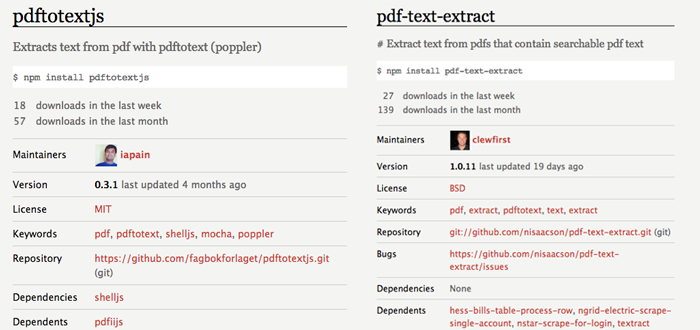 pdftotextjs
Extracts text from pdf with pdftotext (poppler)
$ npm install pdftotextjs
18 downloads in the last week
57 downloads in the last month
Maintainers iapain
Version 0.3.1 last updated 4 months ago
License MIT
Keywords pdf, pdftotext, shelljs, mocha, poppler
Repository https://github.com/fagbokforlaget/pdftotextjs.git
(git)
Dependencies shelljs
Dependents pdfiijs
pdf-text-extract
# Extract text from pdfs that contain searchable pdf text
$ npm install pdf-text-extract
27 downloads in the last week
139 downloads in the last month
Maintainers clewfirst
Version 1.0.11 last updated 19 days ago
License BSD
Keywords pdf, extract, pdftotext, text, extract
Repository git://github.com/nisaacson/pdf-text-extract.git (git)
Bugs https://github.com/nisaacson/pdf-text-
extract/issues
Dependencies None
Dependents hess-bills-table-process-row, ngrid-electric-scrape-
single-account, nstar-scrape-for-login, textract